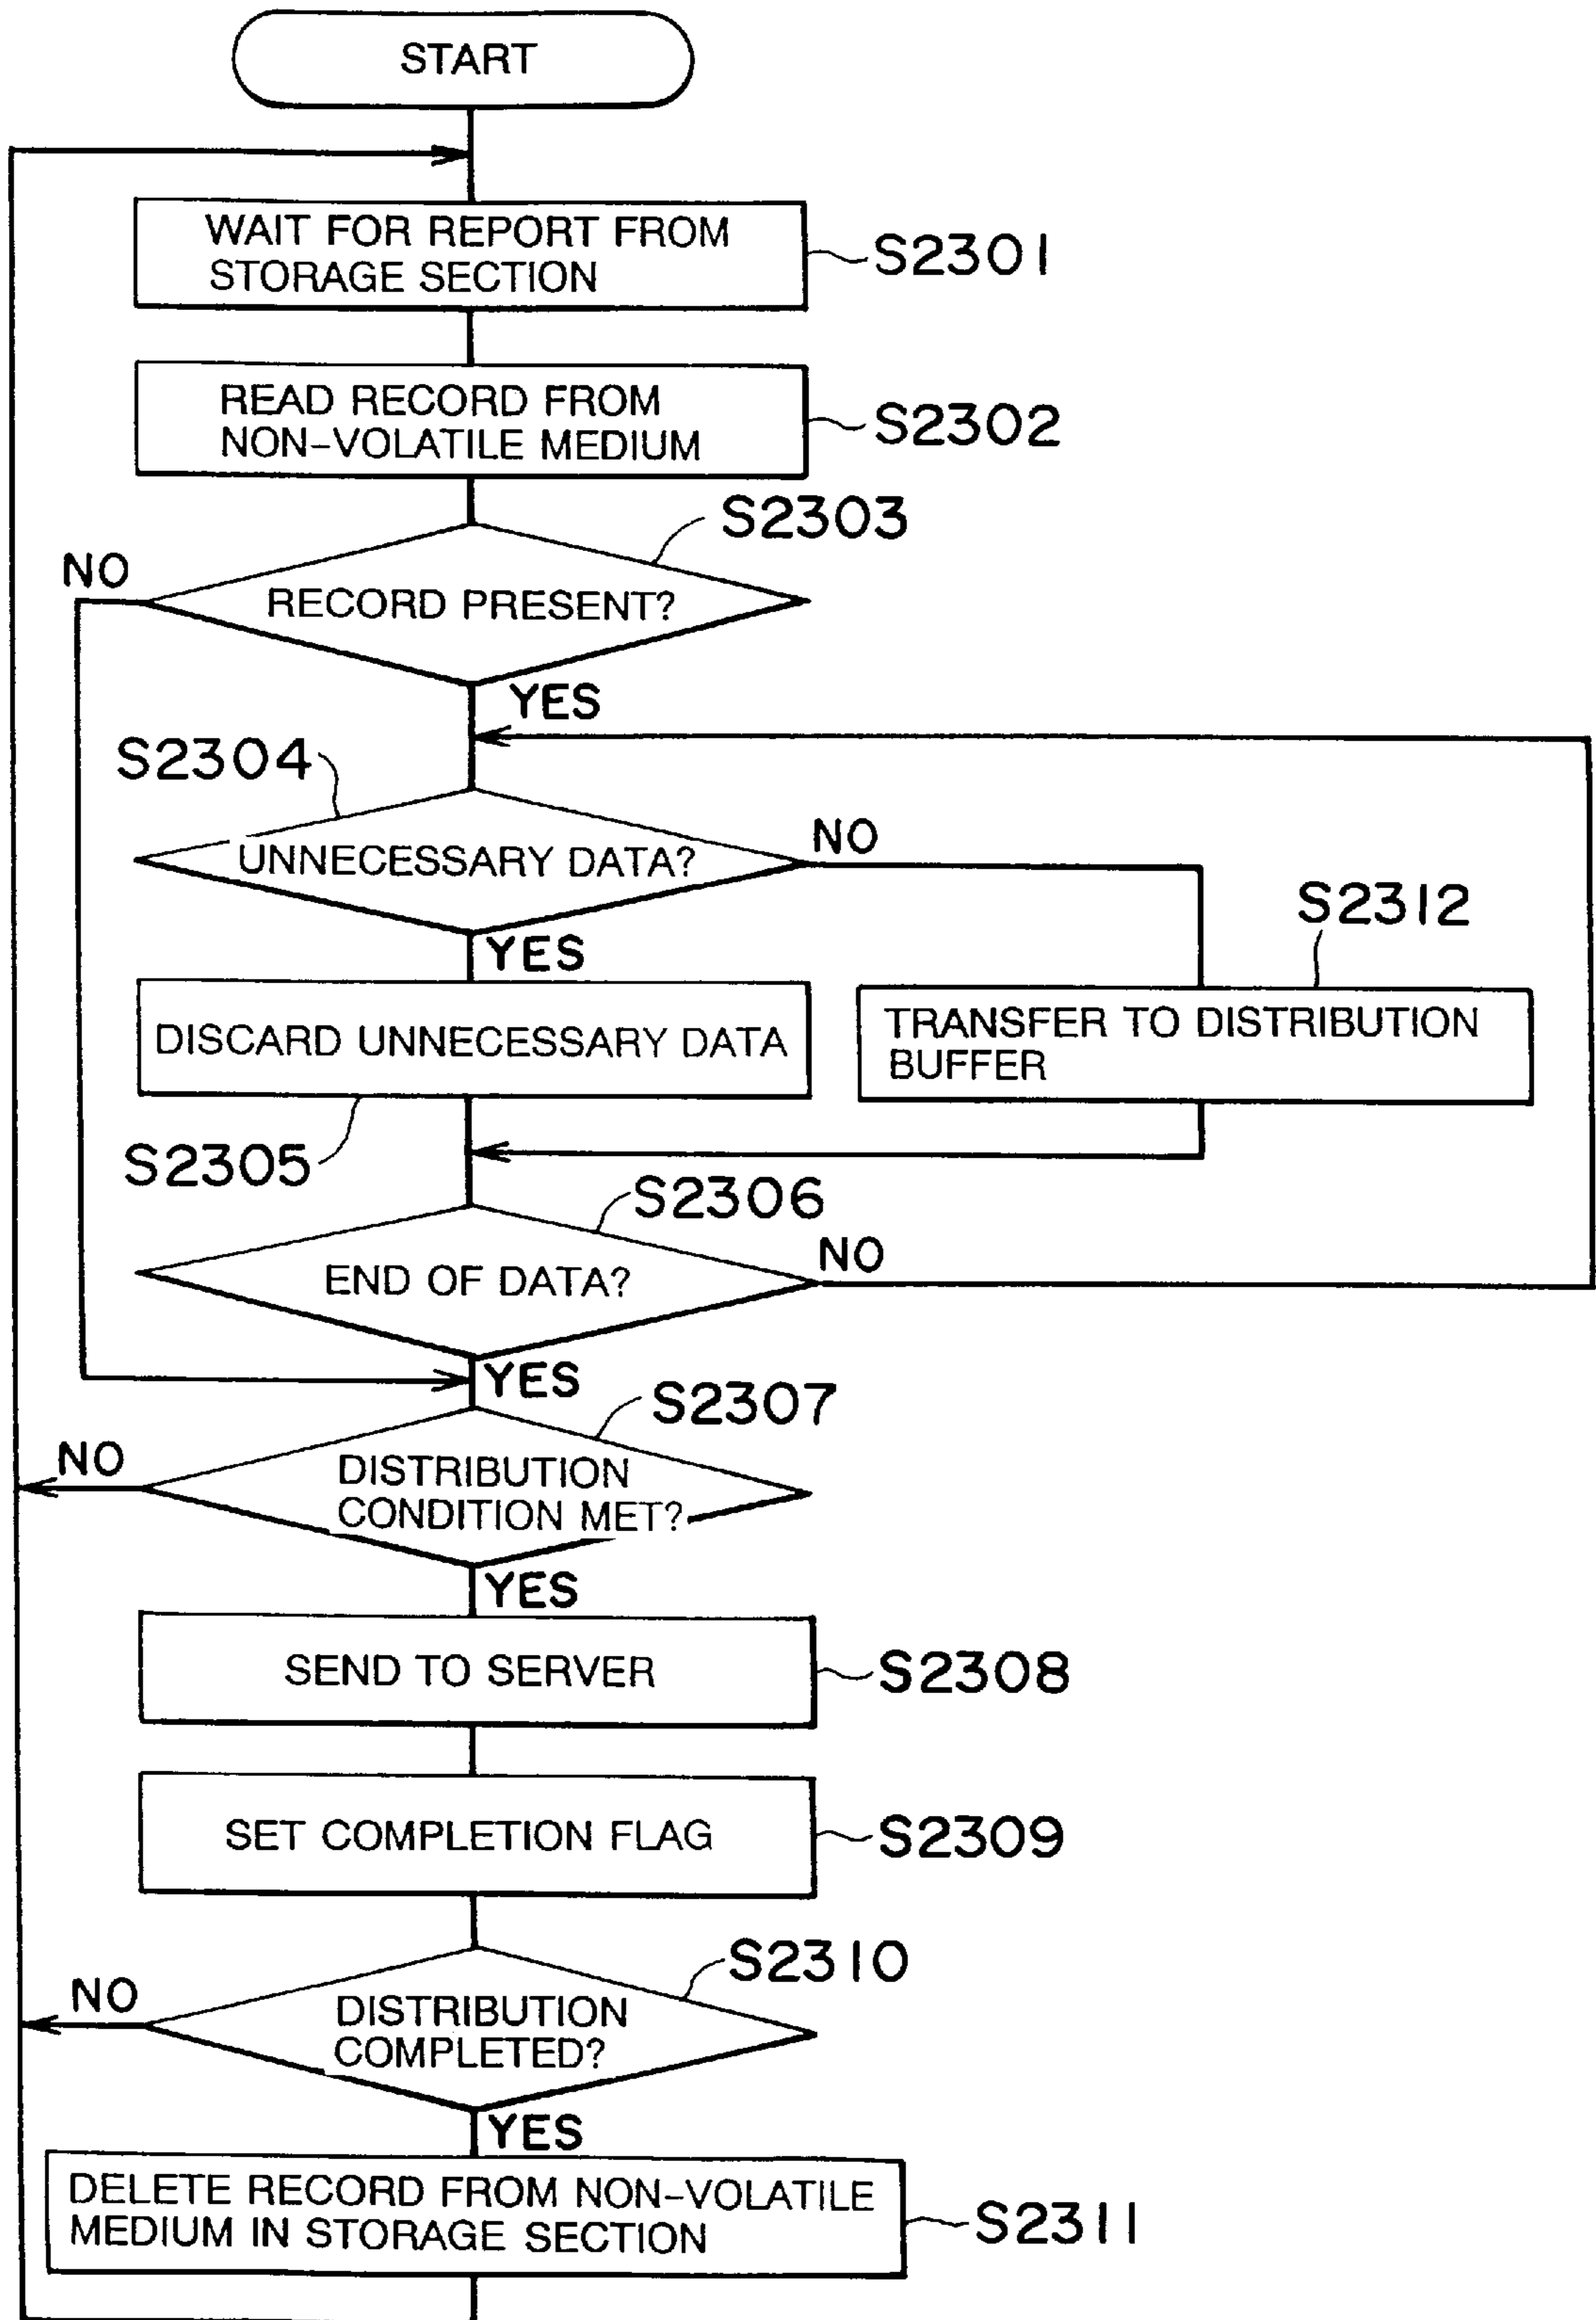 START
WAIT FOR REPORT FROM
STORAGE SECTION
S2301
READ RECORD FROM
NON-VOLATILE MEDIUM
S2302
S2303
NO
RECORD PRESENT?
YES
S2304
UNNECESSARY DATA?
NO
S2312
YES
DISCARD UNNECESSARY DATA
TRANSFER TO DISTRIBUTION
BUFFER
S2305
S2306
END OF DATA?
NO
YES
S2307
NO
DISTRIBUTION
CONDITION MET?
YES
SEND TO SERVER
S2308
SET COMPLETION FLAG
S2309
S2310
NO
DISTRIBUTION
COMPLETED?
YES
DELETE RECORD FROM NON-VOLATILE
MEDIUM IN STORAGE SECTION
S2311